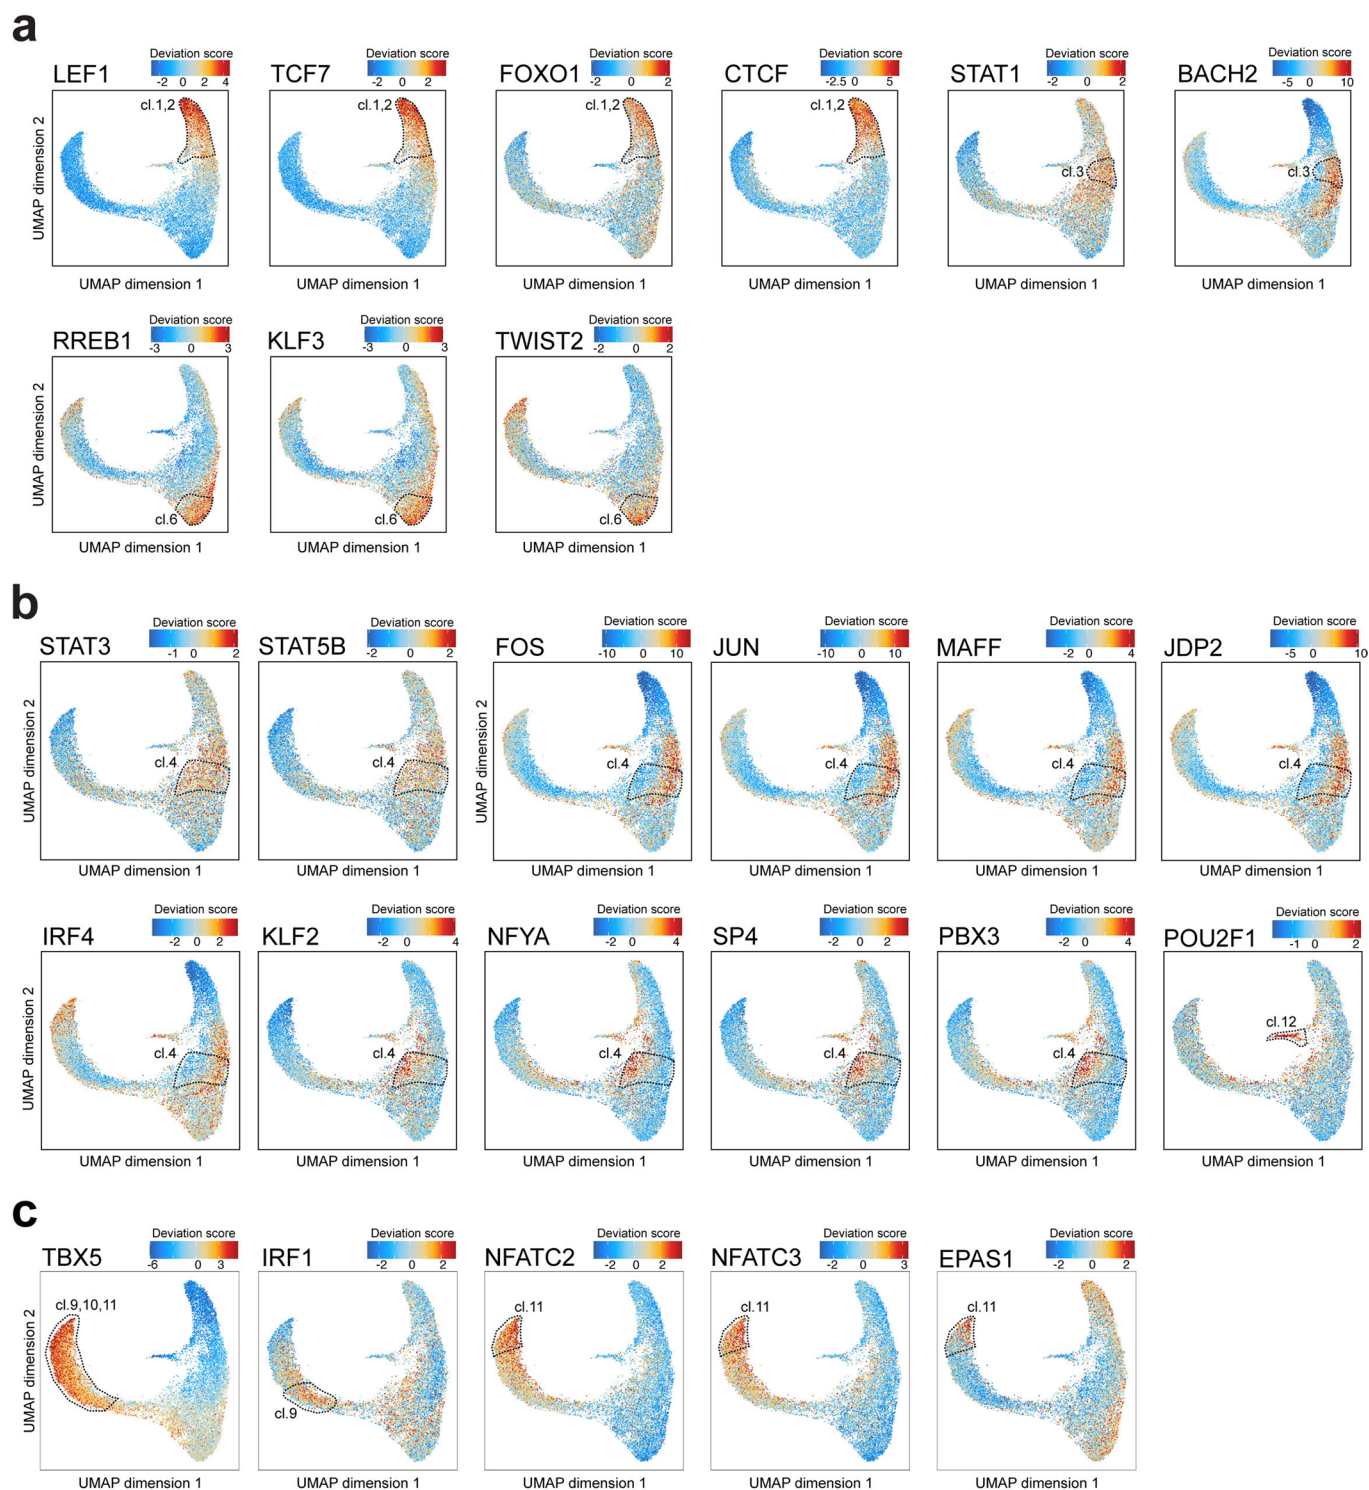 a
LEF1
Deviation score
-2 0 2 4
cl.1,2
UMAP dimension 2
UMAP dimension 1
TCF7
Deviation score
-2 0 2
cl.1,2
UMAP dimension 1
FOXO1
Deviation score
-2 0 2
cl.1,2
UMAP dimension 1
CTCF
Deviation score
-2.5 0 5
cl.1,2
UMAP dimension 1
STAT1
Deviation score
-2 0 2
cl.3
UMAP dimension 1
BACH2
Deviation score
-5 0 10
cl.3
UMAP dimension 1
RREB1
Deviation score
-3 0 3
cl.6
UMAP dimension 2
UMAP dimension 1
KLF3
Deviation score
-3 0 3
cl.6
UMAP dimension 1
TWIST2
Deviation score
-2 0 2
cl.6
UMAP dimension 1
b
STAT3
Deviation score
-1 0 2
cl.4
UMAP dimension 2
UMAP dimension 1
STAT5B
Deviation score
-2 0 2
cl.4
UMAP dimension 1
FOS
Deviation score
-10 0 10
cl.4
UMAP dimension 2
UMAP dimension 1
JUN
Deviation score
-10 0 10
cl.4
UMAP dimension 1
MAFF
Deviation score
-2 0 4
cl.4
UMAP dimension 1
JDP2
Deviation score
-5 0 10
cl.4
UMAP dimension 1
IRF4
Deviation score
-2 0 2
cl.4
UMAP dimension 2
UMAP dimension 1
KLF2
Deviation score
-2 0 4
cl.4
UMAP dimension 1
NFYA
Deviation score
-2 0 4
cl.4
UMAP dimension 1
SP4
Deviation score
-2 0 2
cl.4
UMAP dimension 1
PBX3
Deviation score
-2 0 4
cl.4
UMAP dimension 1
POU2F1
Deviation score
-1 0 2
cl.12
UMAP dimension 1
c
TBX5
Deviation score
-6 0 3
cl.9,10,11
UMAP dimension 2
UMAP dimension 1
IRF1
Deviation score
-2 0 2
cl.9
UMAP dimension 1
NFATC2
Deviation score
-2 0 2
cl.11
UMAP dimension 1
NFATC3
Deviation score
-2 0 3
cl.11
UMAP dimension 1
EPAS1
Deviation score
-2 0 2
cl.11
UMAP dimension 1